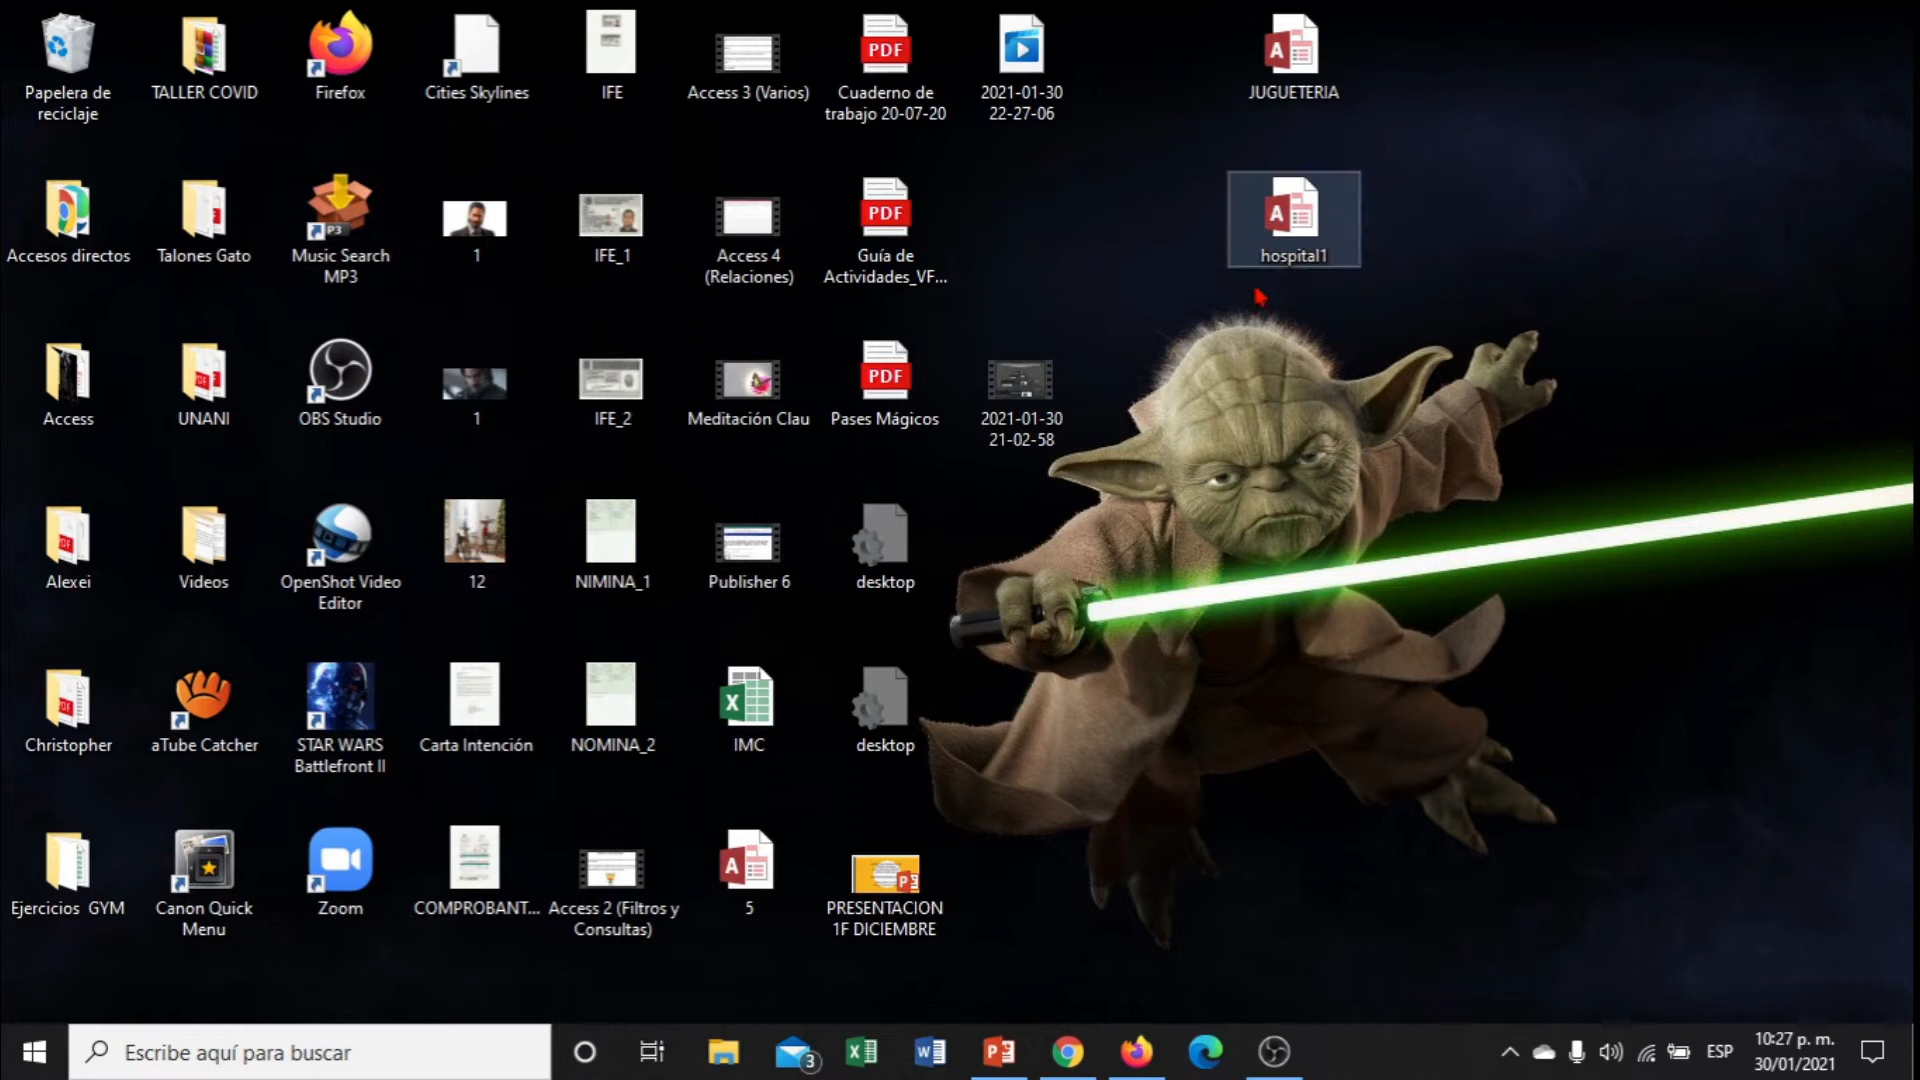 Papelera de
reciclaje
TALLER COVID
Firefox
Cities Skylines
IFE
Access 3 (Varios)
PDF
Cuaderno de
trabajo 20-07-20
2021-01-30
22-27-06
A
JUGUETERIA
Accesos directos
Talones Gato
P3
Music Search
MP3
1
IFE_1
Access 4
(Relaciones)
PDF
Guía de
Actividades_VF...
A
hospital1
Access
PDF
UNANI
OBS Studio
1
IFE_2
Meditación Clau
PDF
Pases Mágicos
2021-01-30
21-02-58
Alexei
Videos
OpenShot Video
Editor
12
NIMINA_1
Publisher 6
desktop
Christopher
aTube Catcher
STAR WARS
Battlefront II
Carta Intención
NOMINA_2
X
IMC
desktop
Ejercicios GYM
Canon Quick
Menu
Zoom
COMPROBANT...
Access 2 (Filtros y
Consultas)
A
5
P
PRESENTACION
1F DICIEMBRE
Escribe aquí para buscar
3
X
W
P
ESP
10:27 p. m.
30/01/2021